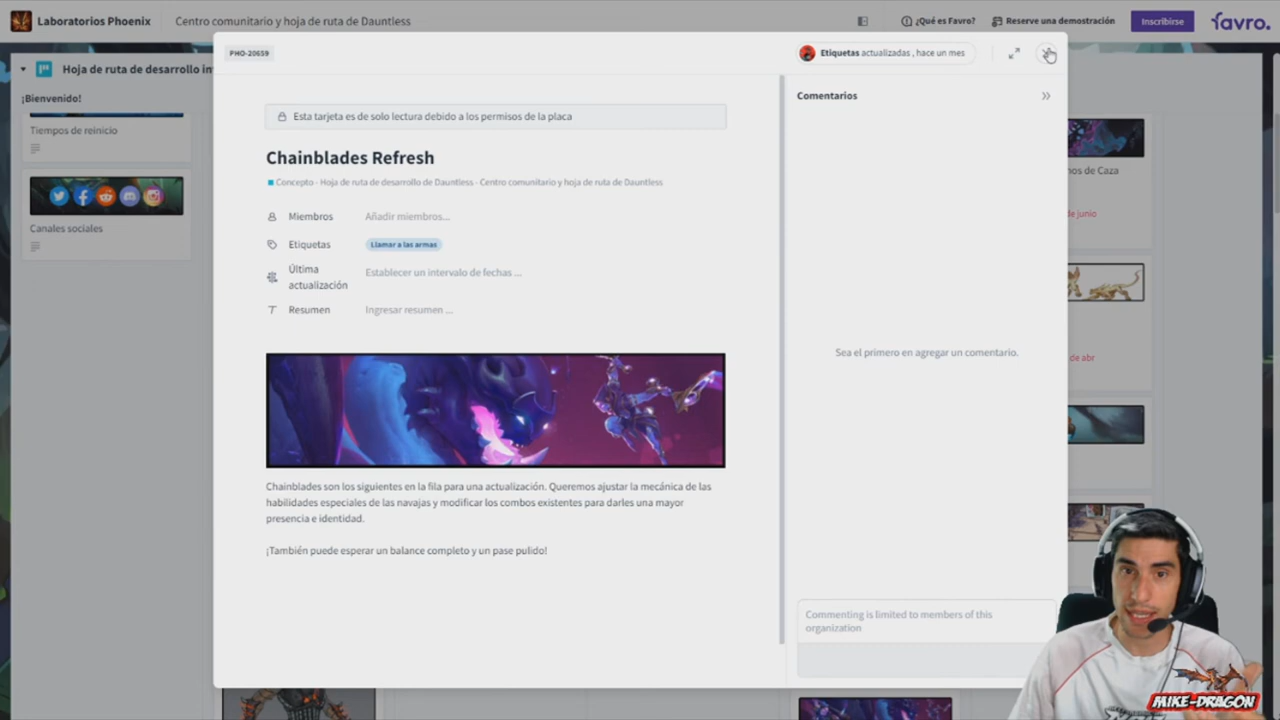 Laboratorios Phoenix
Centro comunitario y hoja de ruta de Dauntless
¿Qué es Favro?
Reserve una demostración
Inscribirse
favro.
Hoja de ruta de desarrollo in
¡Bienvenido!
Tiempos de reinicio
Canales sociales
PHO-20659
Etiquetas actualizadas , hace un mes
Esta tarjeta es de solo lectura debido a los permisos de la placa
Chainblades Refresh
Concepto - Hoja de ruta de desarrollo de Dauntless - Centro comunitario y hoja de ruta de Dauntless
Miembros
Añadir miembros...
Etiquetas
Llamar a las armas
Última
actualización
Establecer un intervalo de fechas ...
Resumen
Ingresar resumen ...
Chainblades son los siguientes en la fila para una actualización. Queremos ajustar la mecánica de las
habilidades especiales de las navajas y modificar los combos existentes para darles una mayor
presencia e identidad.
¡También puede esperar un balance completo y un pase pulido!
Comentarios
Sea el primero en agregar un comentario.
Commenting is limited to members of this
organization
nos de Caza
de junio
de abr
MIKE-DRAGON